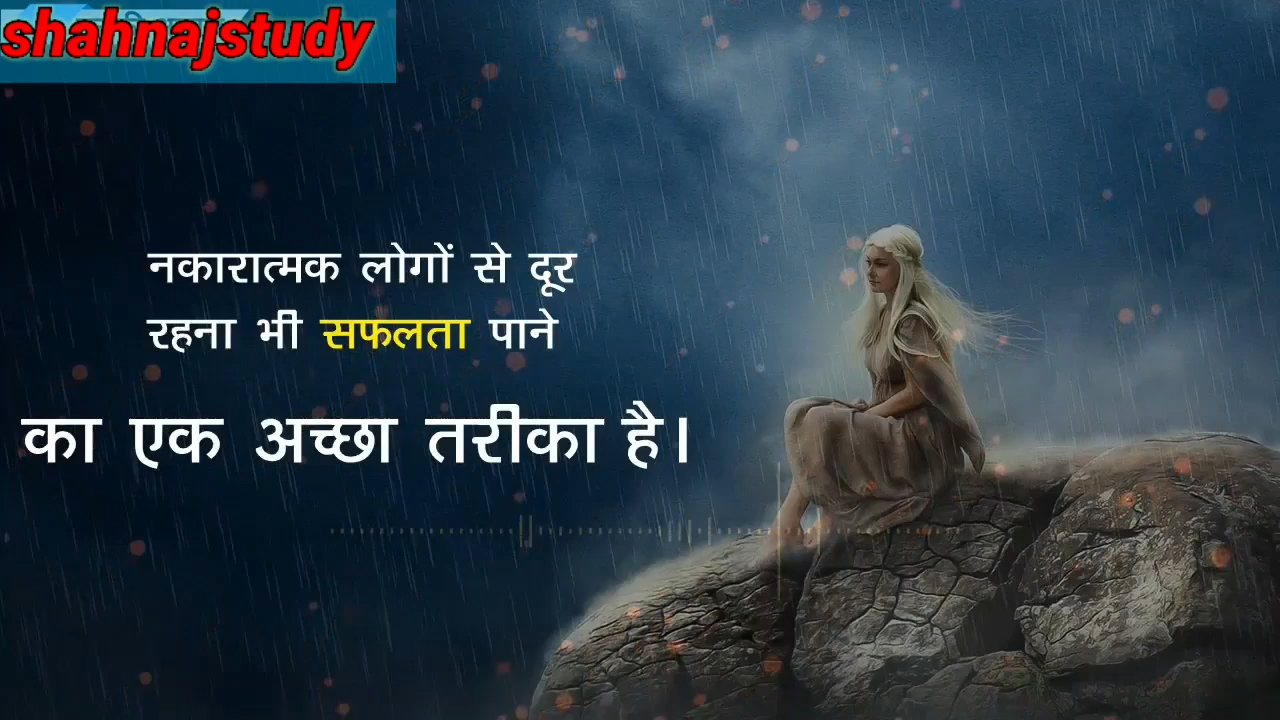 shahnajstudy
नकारात्मक लोगों से दूर
रहना भी सफलता पाने
का एक अच्छा तरीका है।